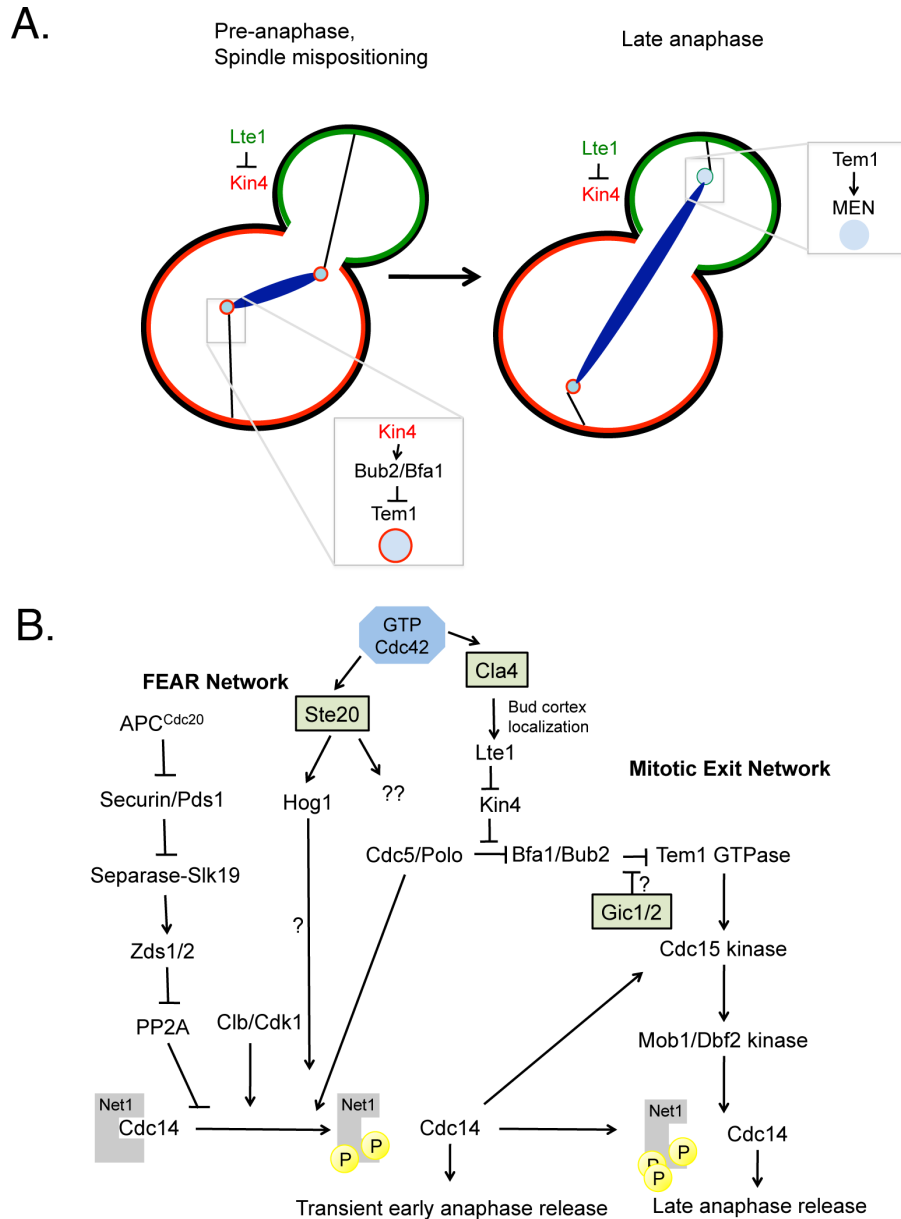 A.
Pre-anaphase,
Spindle mispositioning
Late anaphase
Lte1
Kin4
Lte1
Kin4
Tem1
MEN
Kin4
Bub2/Bfa1
Tem1
B.
GTP
Cdc42
Cla4
FEAR Network
Ste20
Bud cortex
localization
APCCdc20
Lte1
Mitotic Exit Network
Securin/Pds1
Hog1
??
Kin4
Cdc5/Polo
Bfa1/Bub2
Tem1 GTPase
Separase-Slk19
?
Gic1/2
?
Zds1/2
Cdc15 kinase
PP2A
Clb/Cdk1
Mob1/Dbf2 kinase
Net1
Cdc14
Net1
P
P
Cdc14
Net1
P
P
P
Cdc14
Transient early anaphase release
Late anaphase release